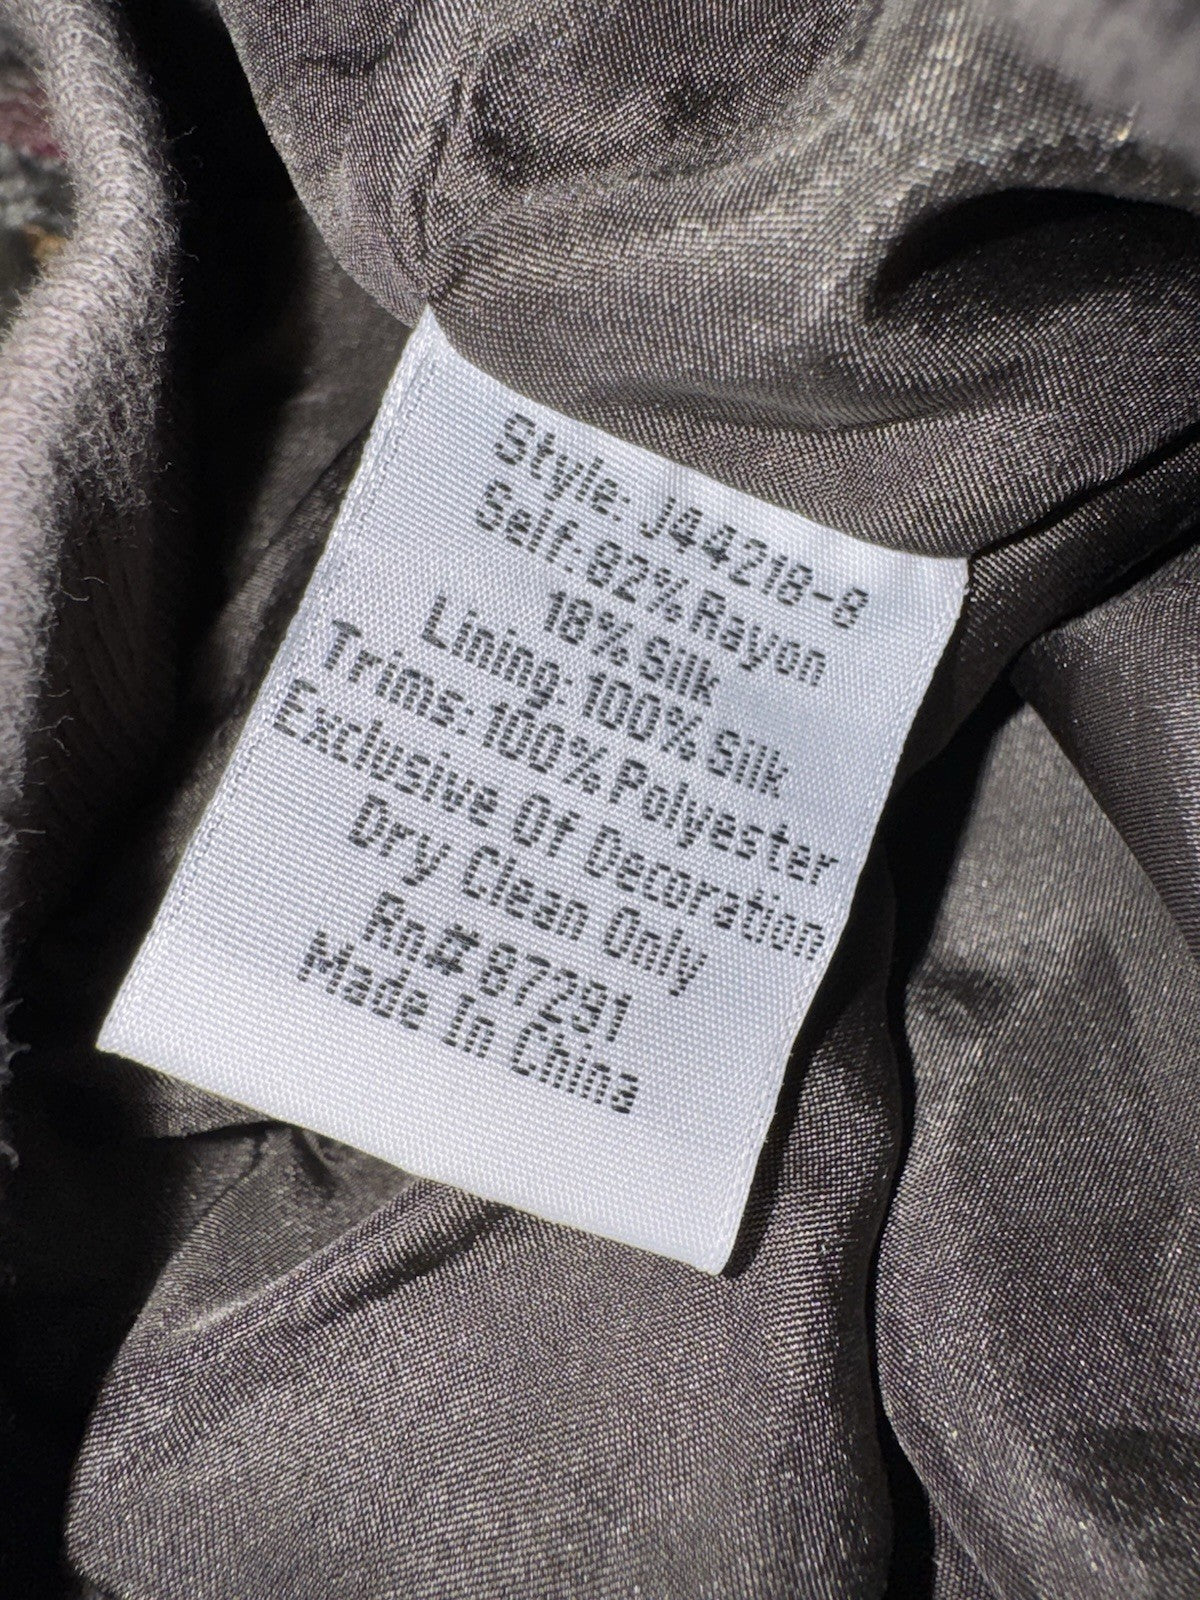 Style: J44218-8
Self: 82% Rayon
18% Silk
Lining: 100% Silk
Trims: 100% Polyester
Exclusive Of Decoration
Dry Clean Only
Rn# 87291
Made In China